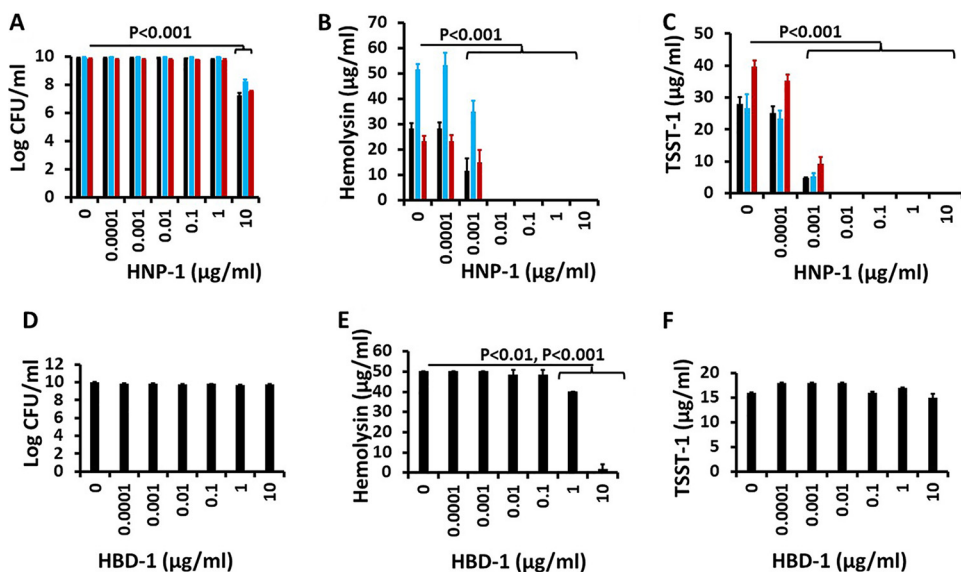 A
P<0.001
Log CFU/ml
10
8
6
4
2
0
0 0.0001 0.001 0.01 0.1 1 10
HNP-1 (µg/ml)
B
P<0.001
Hemolysin (µg/ml)
70
60
50
40
30
20
10
0
0 0.0001 0.001 0.01 0.1 1 10
HNP-1 (µg/ml)
C
P<0.001
TSST-1 (µg/ml)
50
40
30
20
10
0
0 0.0001 0.001 0.01 0.1 1 10
HNP-1 (µg/ml)
D
Log CFU/ml
12
10
8
6
4
2
0
0 0.0001 0.001 0.01 0.1 1 10
HBD-1 (µg/ml)
E
P<0.01, P<0.001
Hemolysin (µg/ml)
60
50
40
30
20
10
0
0 0.0001 0.001 0.01 0.1 1 10
HBD-1 (µg/ml)
F
TSST-1 (µg/ml)
20
15
10
5
0
0 0.0001 0.001 0.01 0.1 1 10
HBD-1 (µg/ml)